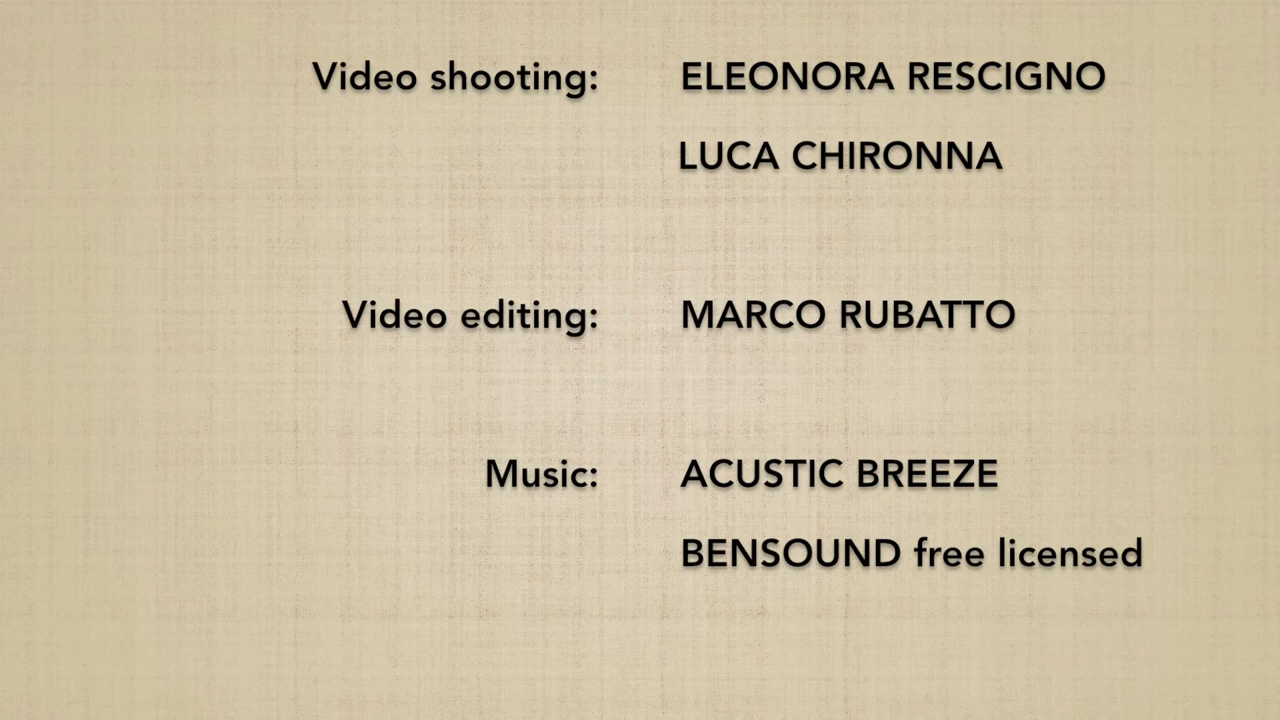 Video shooting: ELEONORA RESCIGNO
LUCA CHIRONNA
Video editing: MARCO RUBATTO
Music: ACUSTIC BREEZE
BENSOUND free licensed